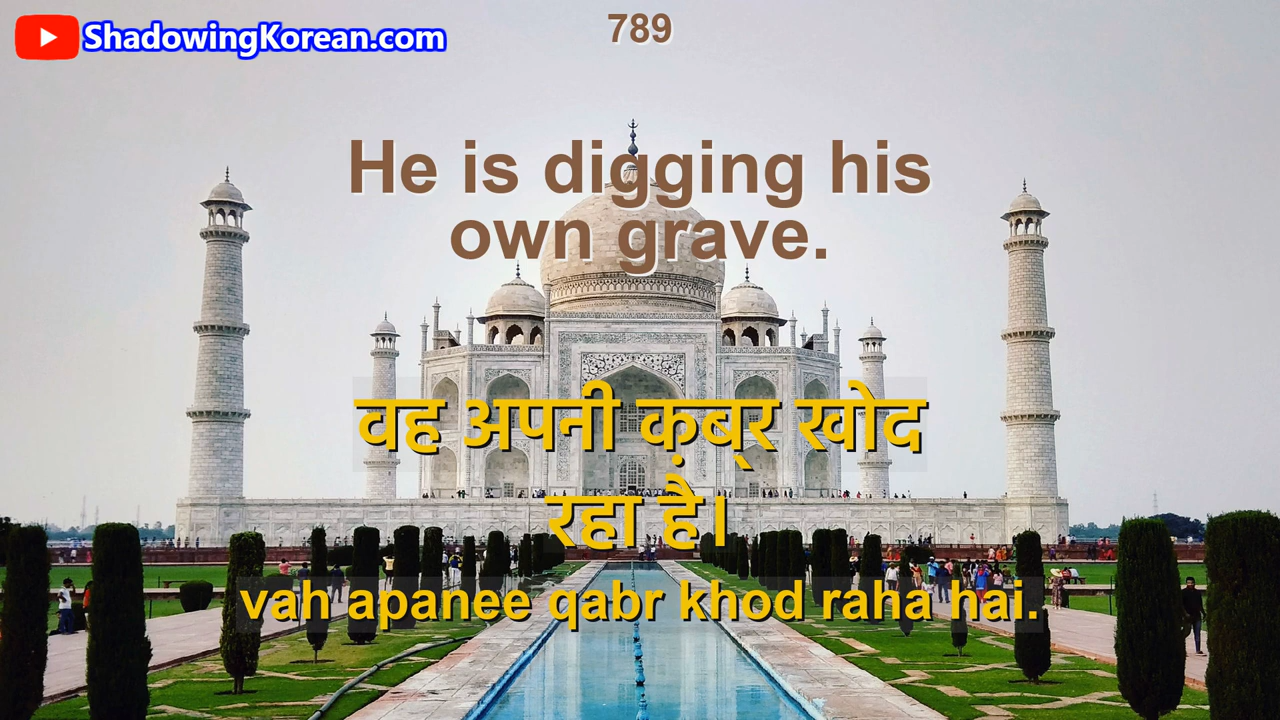 ShadowingKorean.com
789
He is digging his
own grave.
वह अपनी क़ब्र खोद
रहा है।
vah apanee qabr khod raha hai.